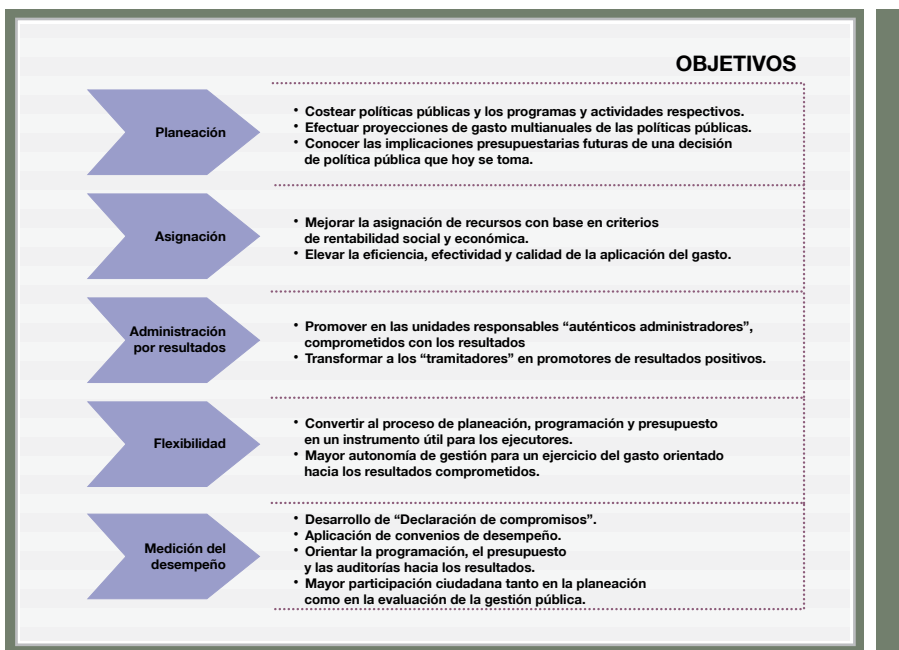 OBJETIVOS
Planeación
• Costear políticas públicas y los programas y actividades respectivos.
• Efectuar proyecciones de gasto multianuales de las políticas públicas.
• Conocer las implicaciones presupuestarias futuras de una decisión
de política pública que hoy se toma.
Asignación
• Mejorar la asignación de recursos con base en criterios
de rentabilidad social y económica.
• Elevar la eficiencia, efectividad y calidad de la aplicación del gasto.
Administración
por resultados
• Promover en las unidades responsables “auténticos administradores”,
comprometidos con los resultados
• Transformar a los “tramitadores” en promotores de resultados positivos.
Flexibilidad
• Convertir al proceso de planeación, programación y presupuesto
en un instrumento útil para los ejecutores.
• Mayor autonomía de gestión para un ejercicio del gasto orientado
hacia los resultados comprometidos.
Medición del
desempeño
• Desarrollo de “Declaración de compromisos”.
• Aplicación de convenios de desempeño.
• Orientar la programación, el presupuesto
y las auditorías hacia los resultados.
• Mayor participación ciudadana tanto en la planeación
como en la evaluación de la gestión pública.